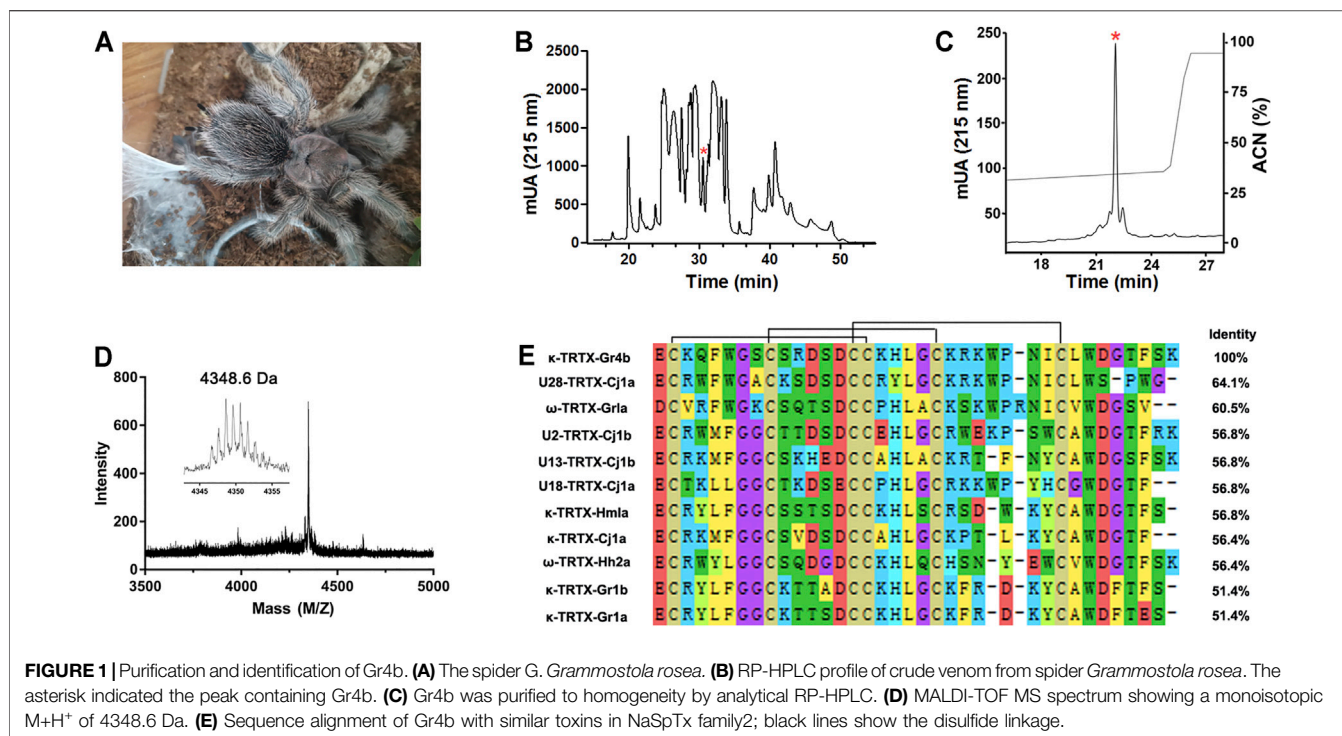 A
B
mUA (215 nm)
2500
2000
1500
1000
500
0
20 30 40 50
Time (min)
*
C
mUA (215 nm)
250
200
150
100
50
18 21 24 27
Time (min)
100
75
50
25
0
ACN (%)
*
D
4348.6 Da
Intensity
800
600
400
200
0
4345 4350 4355
3500 4000 4500 5000
Mass (M/Z)
E
Identity
κ-TRTX-Gr4b ECKQFWGSCSRDSDCCKHLGCKRKWP-NICLWDGTFSK 100%
U28-TRTX-Cj1a ECRWFWGACKSDSDCCRYLGCKRKWP-NICLWS-PWG- 64.1%
ω-TRTX-GrIa DCVRFWGKCSQTSDCCPHLACKSKWPRNICVWDGSV-- 60.5%
U2-TRTX-Cj1b ECRWMFGGCTTDSDCCEHLGCRWEKP-SWCAWDGTFRK 56.8%
U13-TRTX-Cj1b ECRKMFGGCSKHEDCCAHLACKRT-F-NYCAWDGSFSK 56.8%
U18-TRTX-Cj1a ECTKLLGGCTKDSECCPHLGCRKKWP-YHCGWDGTF-- 56.8%
κ-TRTX-HmIa ECRYLFGGCSSTSDCCKHLSCRSD-W-KYCAWDGTFS- 56.8%
κ-TRTX-Cj1a ECRKMFGGCSVDSDCCAHLGCKPT-L-KYCAWDGTF-- 56.4%
ω-TRTX-Hh2a ECRWYLGGCSQDGDCCKHLQCHSN-Y-EWCVWDGTFSK 56.4%
κ-TRTX-Gr1b ECRYLFGGCKTTADCCKHLGCKFR-D-KYCAWDFTFS- 51.4%
κ-TRTX-Gr1a ECRYLFGGCKTTSDCCKHLGCKFR-D-KYCAWDFTES- 51.4%
FIGURE 1 | Purification and identification of Gr4b. (A) The spider G. Grammostola rosea. (B) RP-HPLC profile of crude venom from spider Grammostola rosea. The
asterisk indicated the peak containing Gr4b. (C) Gr4b was purified to homogeneity by analytical RP-HPLC. (D) MALDI-TOF MS spectrum showing a monoisotopic
M+H⁺ of 4348.6 Da. (E) Sequence alignment of Gr4b with similar toxins in NaSpTx family2; black lines show the disulfide linkage.